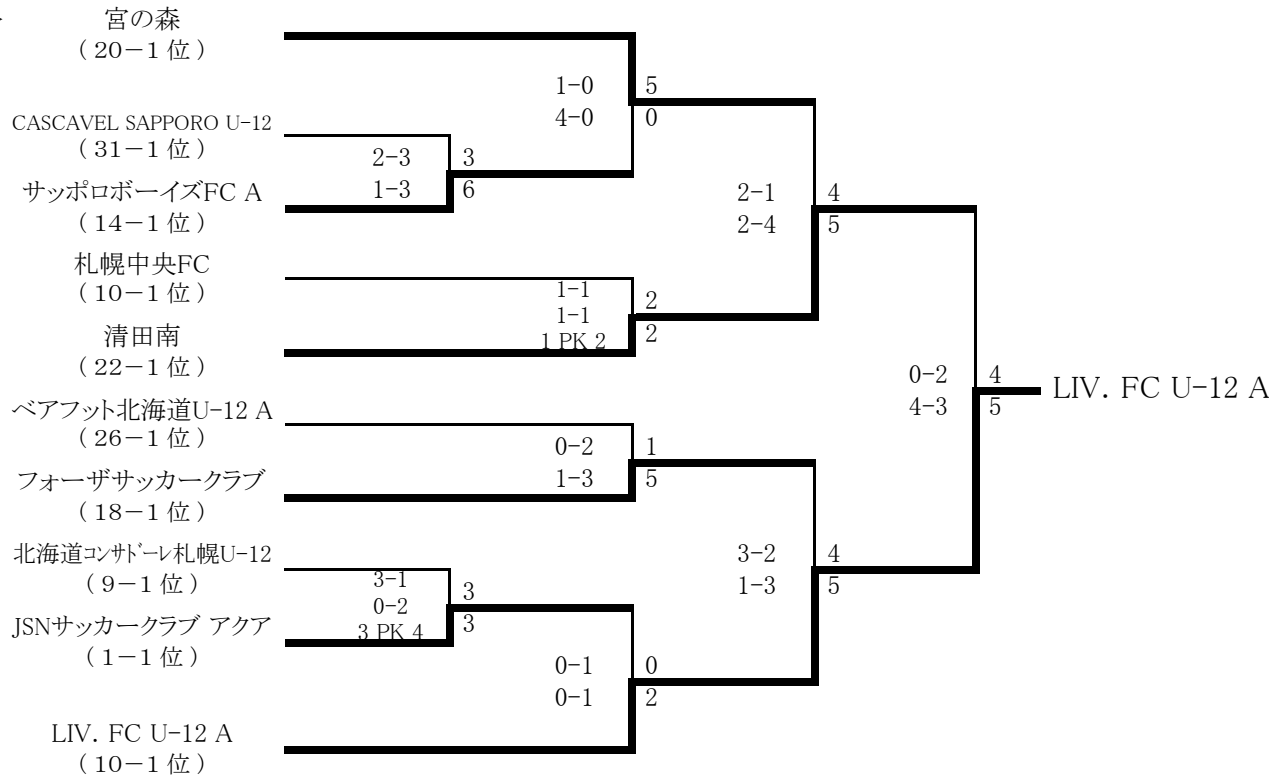 宮の森
（20－1 位）
CASCAVEL SAPPORO U-12
（31－1 位）
サッポロボーイズFC A
（14－1 位）
札幌中央FC
（10－1 位）
清田南
（22－1 位）
ベアフット北海道U-12 A
（26－1 位）
フォーザサッカークラブ
（18－1 位）
北海道コンサドーレ札幌U-12
（9－1 位）
JSNサッカークラブ アクア
（1－1 位）
LIV. FC U-12 A
（10－1 位）
2-3 3
1-3 6
3-1 3
0-2
3 PK 4 3
1-0 5
4-0 0
1-1 2
1-1
1 PK 2 2
0-2 1
1-3 5
0-1 0
0-1 2
2-1 4
2-4 5
3-2 4
1-3 5
0-2 4
4-3 5
LIV. FC U-12 A